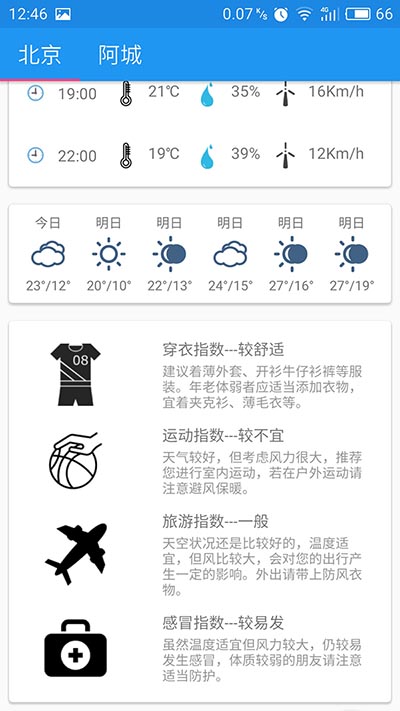 12:46 0.07 K/s 4G 66
北京 阿城
19:00 21℃ 35% 16Km/h
22:00 19℃ 39% 12Km/h
今日 明日 明日 明日 明日 明日
23°/12° 20°/10° 22°/13° 24°/15° 27°/16° 27°/19°
08
穿衣指数---较舒适
建议着薄外套、开衫牛仔衫裤等服
装。年老体弱者应适当添加衣物，
宜着夹克衫、薄毛衣等。
运动指数---较不宜
天气较好，但考虑风力很大，推荐
您进行室内运动，若在户外运动请
注意避风保暖。
旅游指数---一般
天空状况还是比较好的，温度适
宜，但风比较大，会对您的出行产
生一定的影响。外出请带上防风衣
物。
感冒指数---较易发
虽然温度适宜但风力较大，仍较易
发生感冒，体质较弱的朋友请注意
适当防护。